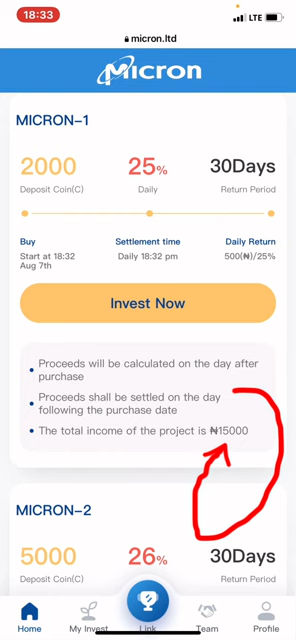 18:33
LTE
micron.ltd
Micron
MICRON-1
2000 25% 30Days
Deposit Coin(C) Daily Return Period
Buy Settlement time Daily Return
Start at 18:32 Daily 18:32 pm 500(₦)/25%
Aug 7th
Invest Now
Proceeds will be calculated on the day after
purchase
Proceeds shall be settled on the day
following the purchase date
The total income of the project is ₦15000
MICRON-2
5000 26% 30Days
Deposit Coin(C) Daily Return Period
Home My Invest Link Team Profile